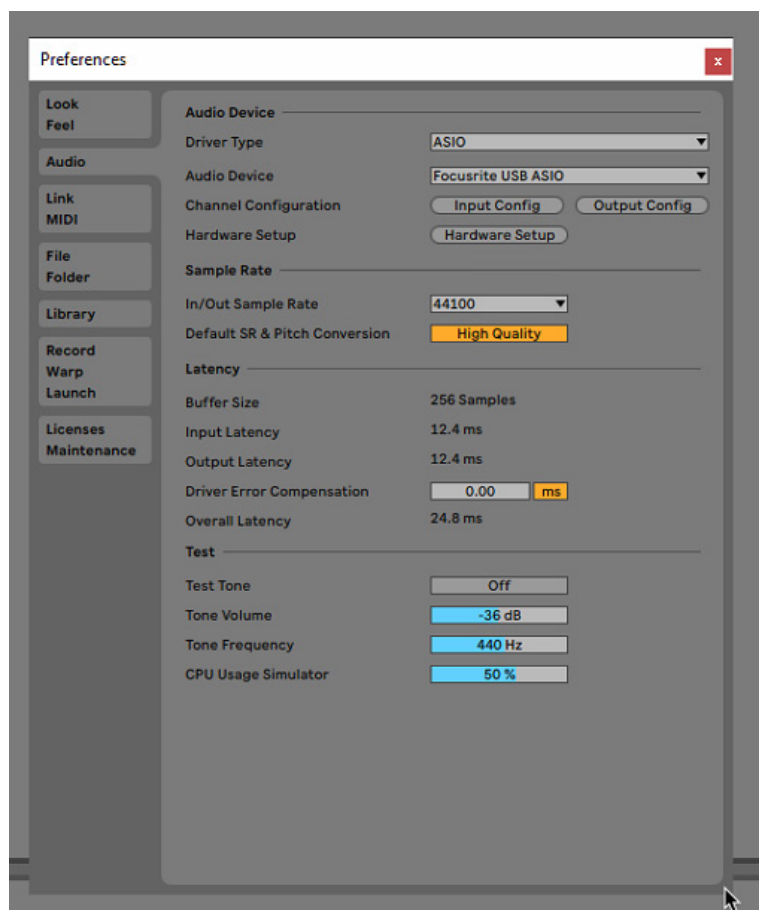 Preferences
x
Look
Feel
Audio
Link
MIDI
File
Folder
Library
Record
Warp
Launch
Licenses
Maintenance
Audio Device
Driver Type ASIO
Audio Device Focusrite USB ASIO
Channel Configuration Input Config Output Config
Hardware Setup Hardware Setup
Sample Rate
In/Out Sample Rate 44100
Default SR & Pitch Conversion High Quality
Latency
Buffer Size 256 Samples
Input Latency 12.4 ms
Output Latency 12.4 ms
Driver Error Compensation 0.00 ms
Overall Latency 24.8 ms
Test
Test Tone Off
Tone Volume -36 dB
Tone Frequency 440 Hz
CPU Usage Simulator 50 %